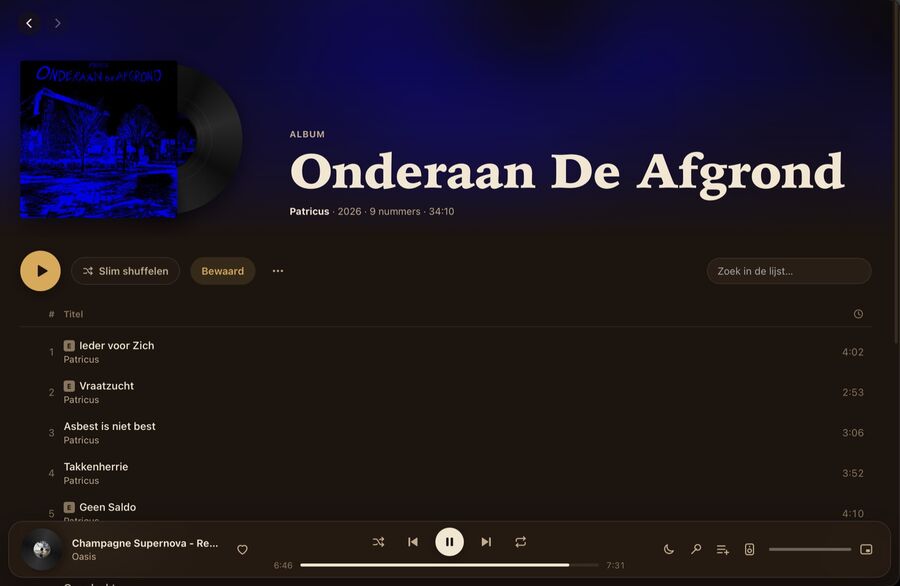 ONDERAAN DE AFGROND
ALBUM
Onderaan De Afgrond
Patricus · 2026 · 9 nummers · 34:10
Slim shuffelen
Bewaard
Zoek in de lijst...
# Titel
1 E Ieder voor Zich 4:02
Patricus
2 E Vraatzucht 2:53
Patricus
3 Asbest is niet best 3:06
Patricus
4 Takkenherrie 3:52
Patricus
5 E Geen Saldo 4:10
Patricus
Champagne Supernova - Re...
Oasis
6:46 7:31